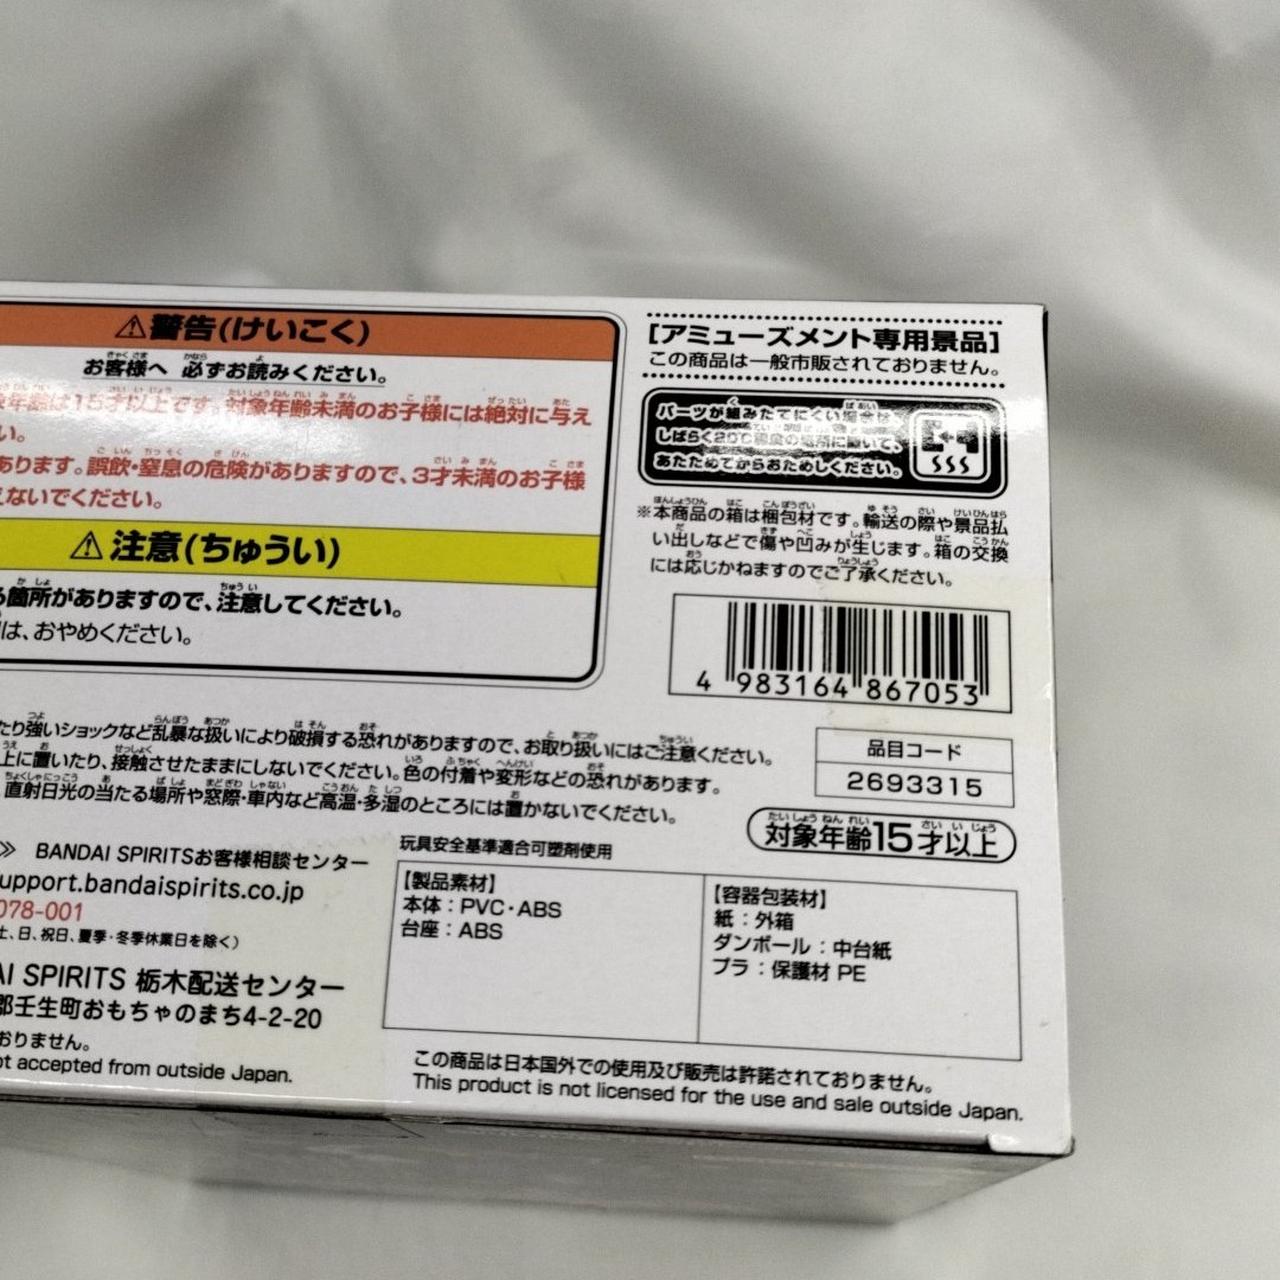 警告(けいこく)
お客様へ 必ずお読みください。
年齢は15才以上です。対象年齢未満のお子様には絶対に与え
い。
あります。誤飲・窒息の危険がありますので、3才未満のお子様
えないでください。
注意(ちゅうい)
箇所がありますので、注意してください。
は、おやめください。
[アミューズメント専用景品]
この商品は一般市販されておりません。
パーツが組みたてにくい場合は、
しばらく
あたためてからおためしください。
※本商品の箱は梱包材です。輸送の際や景品払
い出しなどで傷や凹みが生じます。箱の交換
には応じかねますのでご了承ください。
4 983164 867053
品目コード
2693315
対象年齢15才以上
たり強いショックなど乱暴な扱いにより破損する恐れがありますので、お取り扱いにはご注意ください。
上に置いたり、接触させたままにしないでください。色の付着や変形などの恐れがあります。
直射日光の当たる場所や窓際・車内など高温・多湿のところには置かないでください。
BANDAI SPIRITSお客様相談センター
upport.bandaispirits.co.jp
078-001
土、日、祝日、夏季・冬季休業日を除く)
AI SPIRITS 栃木配送センター
郡壬生町おもちゃのまち4-2-20
おりません。
ot accepted from outside Japan.
玩具安全基準適合可塑剤使用
【製品素材】
本体:PVC・ABS
台座:ABS
【容器包装材】
紙:外箱
ダンボール:中台紙
プラ:保護材 PE
この商品は日本国外での使用及び販売は許諾されておりません。
This product is not licensed for the use and sale outside Japan.